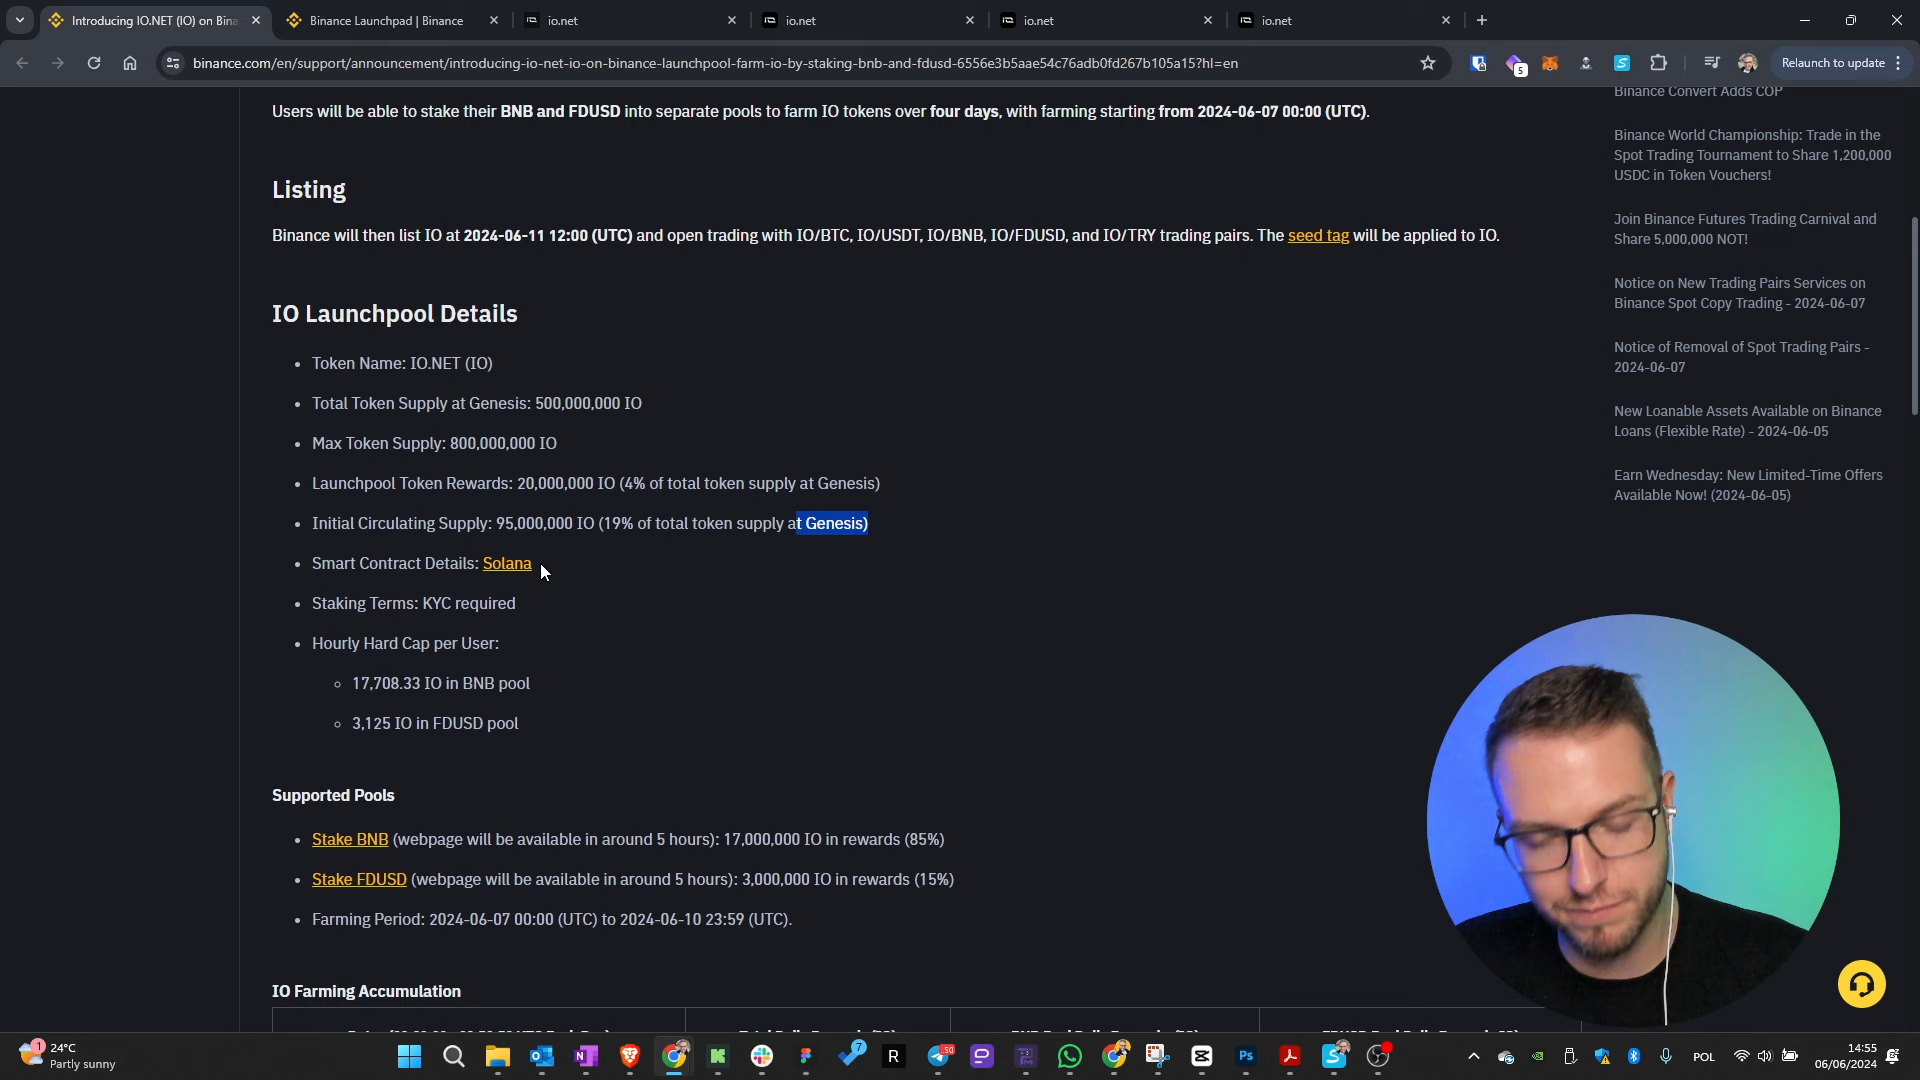 Introducing IO.NET (IO) on Bina
Binance Launchpad | Binance
io.net
io.net
io.net
io.net
binance.com/en/support/announcement/introducing-io-net-io-on-binance-launchpool-farm-io-by-staking-bnb-and-fdusd-6556e3b5aae54c76adb0fd267b105a15?hl=en
5
Relaunch to update
Users will be able to stake their BNB and FDUSD into separate pools to farm IO tokens over four days, with farming starting from 2024-06-07 00:00 (UTC).
Listing
Binance will then list IO at 2024-06-11 12:00 (UTC) and open trading with IO/BTC, IO/USDT, IO/BNB, IO/FDUSD, and IO/TRY trading pairs. The seed tag will be applied to IO.
IO Launchpool Details
Token Name: IO.NET (IO)
Total Token Supply at Genesis: 500,000,000 IO
Max Token Supply: 800,000,000 IO
Launchpool Token Rewards: 20,000,000 IO (4% of total token supply at Genesis)
Initial Circulating Supply: 95,000,000 IO (19% of total token supply at Genesis)
Smart Contract Details: Solana
Staking Terms: KYC required
Hourly Hard Cap per User:
17,708.33 IO in BNB pool
3,125 IO in FDUSD pool
Supported Pools
Stake BNB (webpage will be available in around 5 hours): 17,000,000 IO in rewards (85%)
Stake FDUSD (webpage will be available in around 5 hours): 3,000,000 IO in rewards (15%)
Farming Period: 2024-06-07 00:00 (UTC) to 2024-06-10 23:59 (UTC).
IO Farming Accumulation
Binance Convert Adds COP
Binance World Championship: Trade in the
Spot Trading Tournament to Share 1,200,000
USDC in Token Vouchers!
Join Binance Futures Trading Carnival and
Share 5,000,000 NOT!
Notice on New Trading Pairs Services on
Binance Spot Copy Trading - 2024-06-07
Notice of Removal of Spot Trading Pairs -
2024-06-07
New Loanable Assets Available on Binance
Loans (Flexible Rate) - 2024-06-05
Earn Wednesday: New Limited-Time Offers
Available Now! (2024-06-05)
1
24°C
Partly sunny
7
R
50
Ps
POL
14:55
06/06/2024